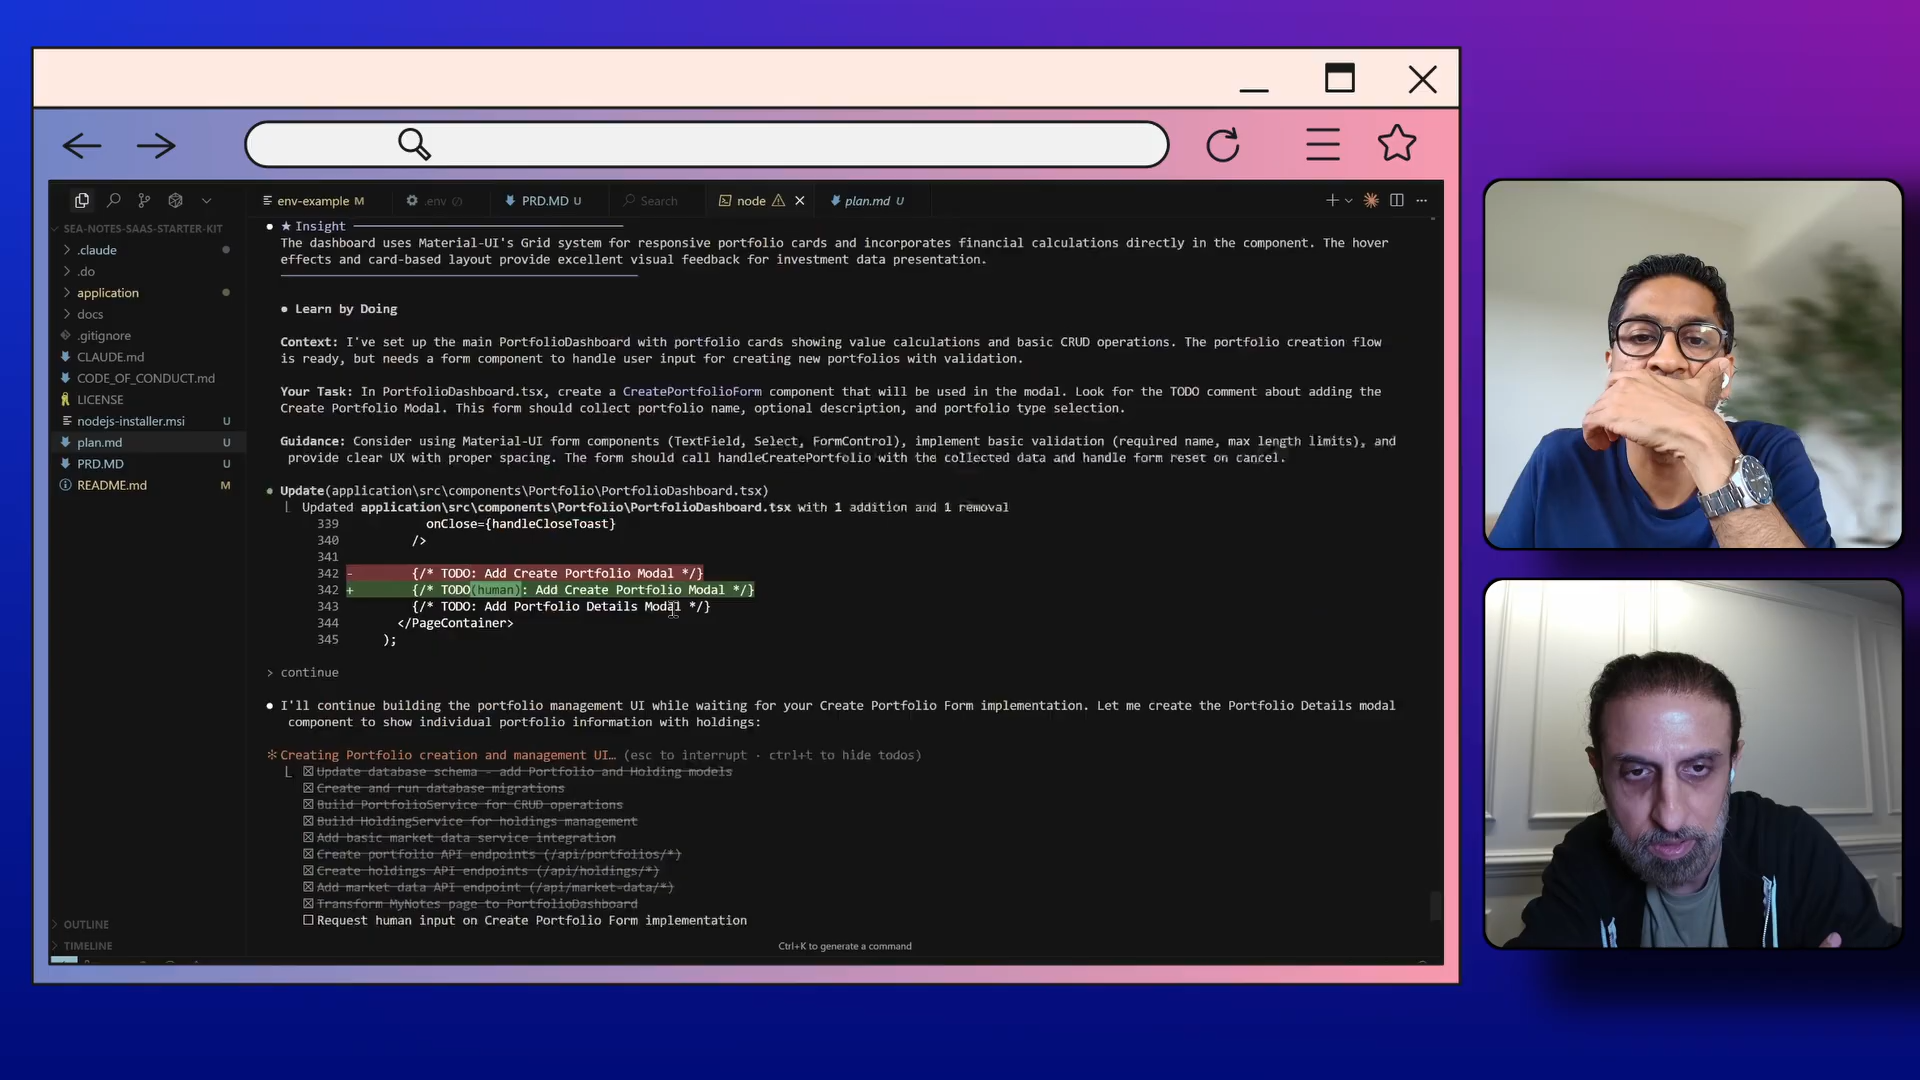 env-example M
.env
PRD.MD U
Search
node
plan.md U
SEA-NOTES-SAAS-STARTER-KIT
.claude
.do
application
docs
.gitignore
CLAUDE.md
CODE_OF_CONDUCT.md
LICENSE
nodejs-installer.msi U
plan.md U
PRD.MD U
README.md M
OUTLINE
TIMELINE
● ★ Insight
The dashboard uses Material-UI's Grid system for responsive portfolio cards and incorporates financial calculations directly in the component. The hover
effects and card-based layout provide excellent visual feedback for investment data presentation.
● Learn by Doing
Context: I've set up the main PortfolioDashboard with portfolio cards showing value calculations and basic CRUD operations. The portfolio creation flow
is ready, but needs a form component to handle user input for creating new portfolios with validation.
Your Task: In PortfolioDashboard.tsx, create a CreatePortfolioForm component that will be used in the modal. Look for the TODO comment about adding the
Create Portfolio Modal. This form should collect portfolio name, optional description, and portfolio type selection.
Guidance: Consider using Material-UI form components (TextField, Select, FormControl), implement basic validation (required name, max length limits), and
provide clear UX with proper spacing. The form should call handleCreatePortfolio with the collected data and handle form reset on cancel.
● Update(application\src\components\Portfolio\PortfolioDashboard.tsx)
Updated application\src\components\Portfolio\PortfolioDashboard.tsx with 1 addition and 1 removal
339 onClose={handleCloseToast}
340 />
341
342 - {/* TODO: Add Create Portfolio Modal */}
342 + {/* TODO(human): Add Create Portfolio Modal */}
343 {/* TODO: Add Portfolio Details Modal */}
344 </PageContainer>
345 );
> continue
● I'll continue building the portfolio management UI while waiting for your Create Portfolio Form implementation. Let me create the Portfolio Details modal
component to show individual portfolio information with holdings:
Creating Portfolio creation and management UI… (esc to interrupt · ctrl+t to hide todos)
☒ Update database schema - add Portfolio and Holding models
☒ Create and run database migrations
☒ Build PortfolioService for CRUD operations
☒ Build HoldingService for holdings management
☒ Add basic market data service integration
☒ Create portfolio API endpoints (/api/portfolios/*)
☒ Create holdings API endpoints (/api/holdings/*)
☒ Add market data API endpoint (/api/market-data/*)
☒ Transform MyNotes page to PortfolioDashboard
☐ Request human input on Create Portfolio Form implementation
Ctrl+K to generate a command